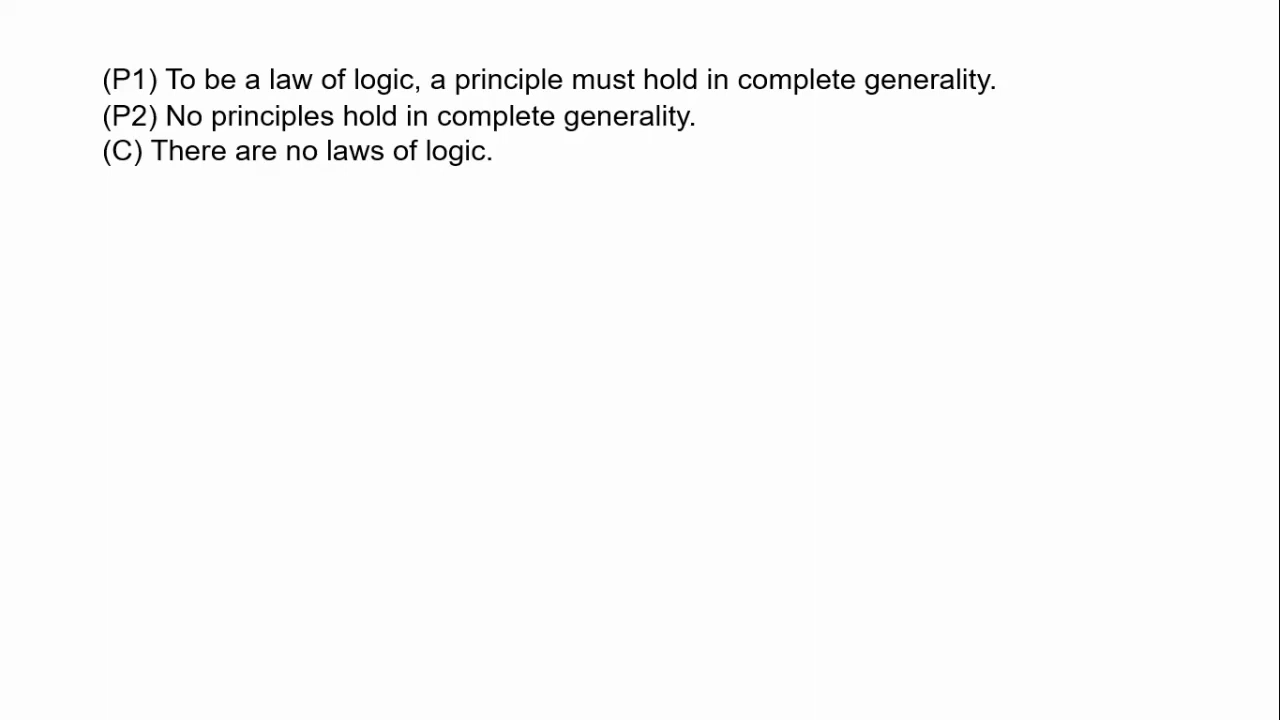 (P1) To be a law of logic, a principle must hold in complete generality.
(P2) No principles hold in complete generality.
(C) There are no laws of logic.